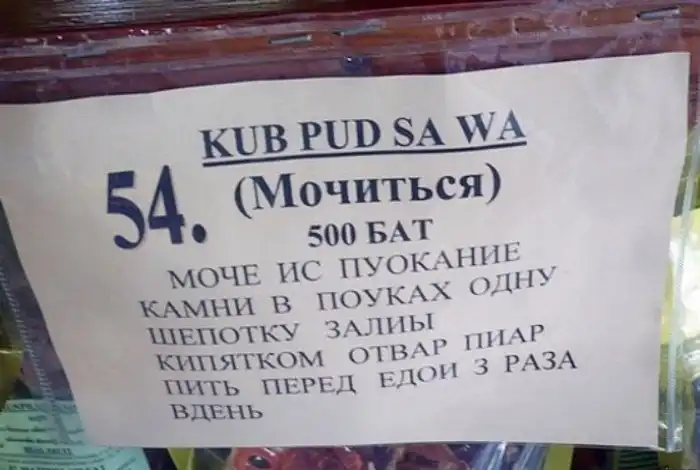 KUB PUD SA WA
54. (Мочиться)
500 БАТ
МОЧЕ ИС ПУОКАНИЕ
КАМНИ В ПОУКАХ ОДНУ
ШЕПОТКУ ЗАЛИЫ
КИПЯТКОМ ОТВАР ПИАР
ПИТЬ ПЕРЕД ЕДОИ 3 РАЗА
ВДЕНЬ